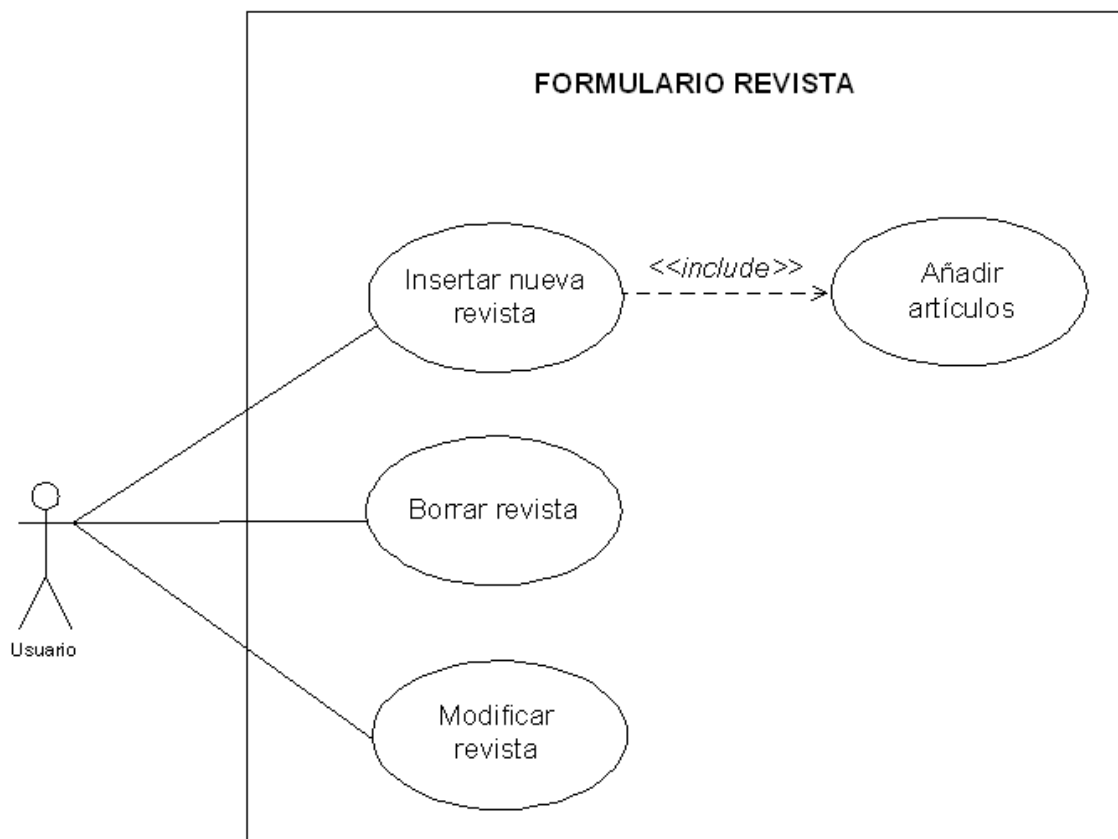 FORMULARIO REVISTA
Insertar nueva
revista
<<include>>
Añadir
artículos
Borrar revista
Usuario
Modificar
revista